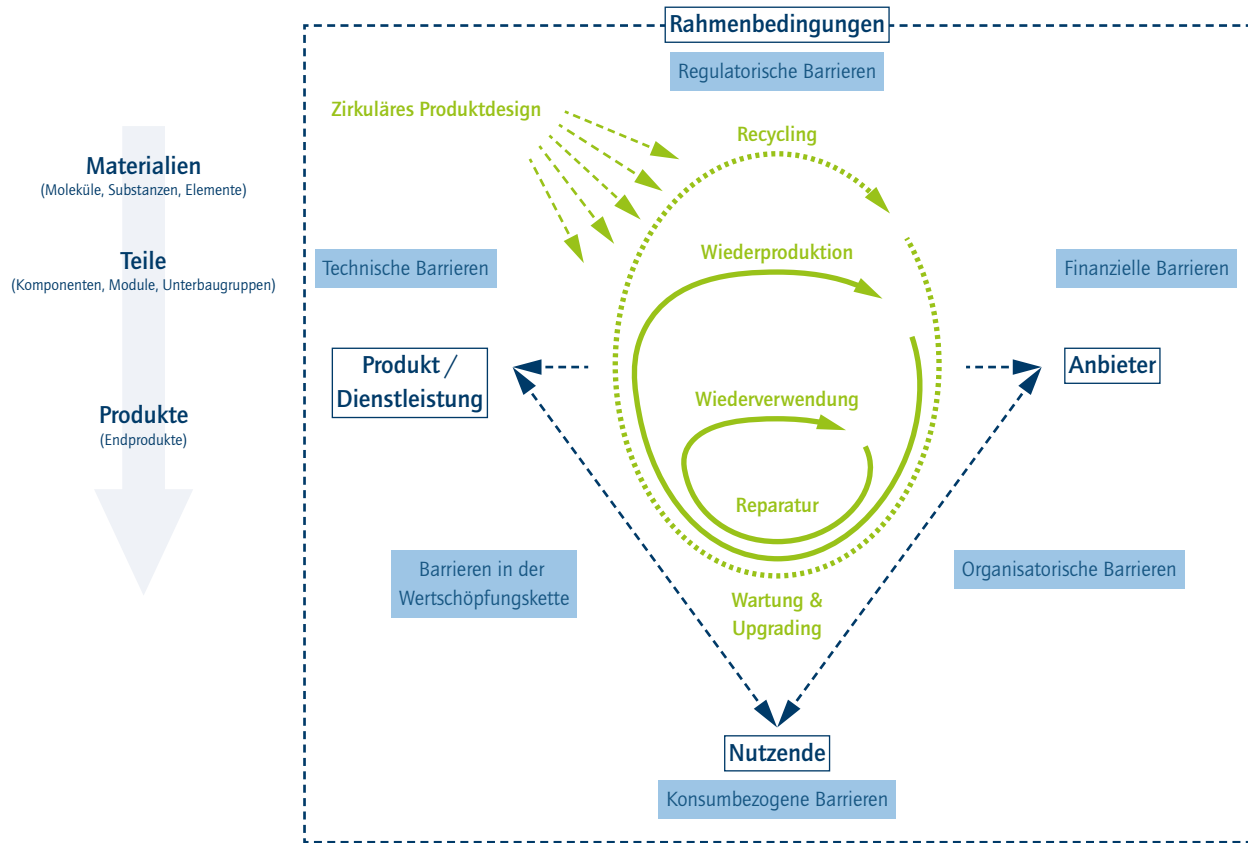 Rahmenbedingungen
Regulatorische Barrieren
Zirkuläres Produktdesign
Recycling
Materialien
(Moleküle, Substanzen, Elemente)
Teile
(Komponenten, Module, Unterbaugruppen)
Technische Barrieren
Wiederproduktion
Finanzielle Barrieren
Produkt /
Dienstleistung
Anbieter
Produkte
(Endprodukte)
Wiederverwendung
Reparatur
Barrieren in der
Wertschöpfungskette
Organisatorische Barrieren
Wartung &
Upgrading
Nutzende
Konsumbezogene Barrieren